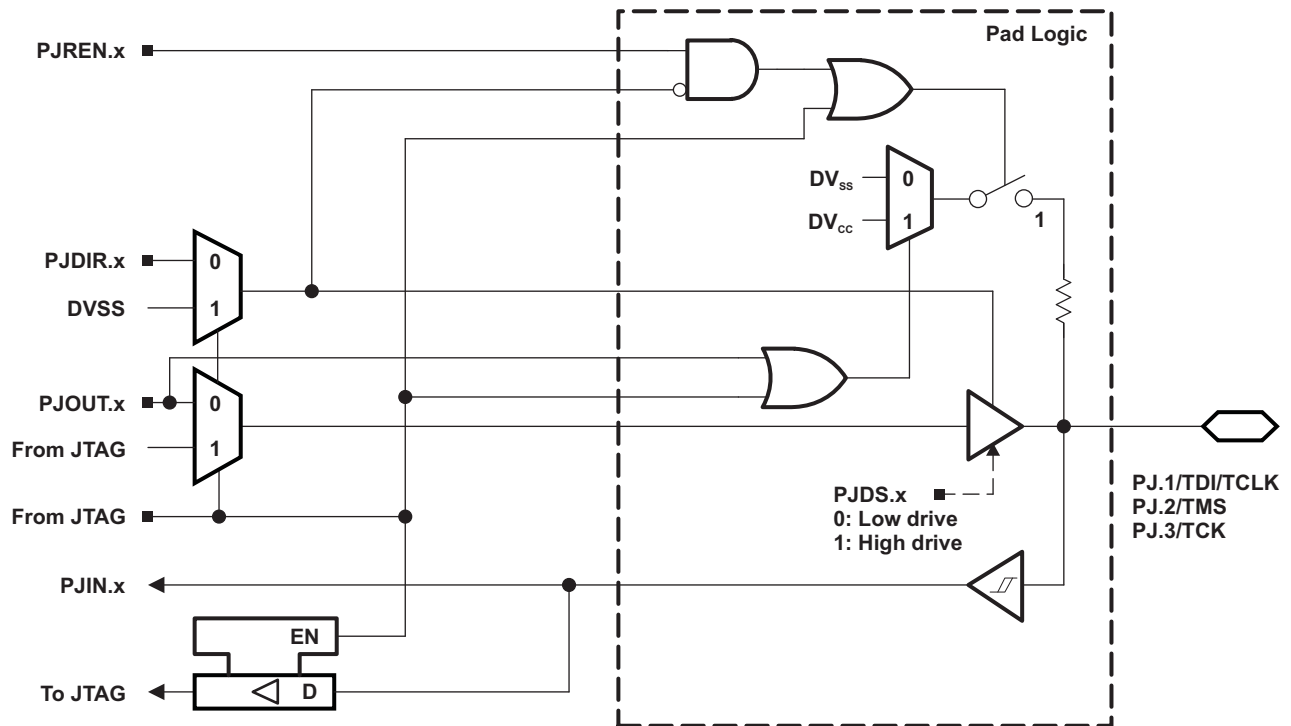 Pad Logic
PJREN.x
DVss
0
DVcc
1
1
PJDIR.x
0
DVSS
1
PJOUT.x
0
From JTAG
1
PJDS.x
0: Low drive
1: High drive
PJ.1/TDI/TCLK
PJ.2/TMS
PJ.3/TCK
From JTAG
PJIN.x
EN
To JTAG
D